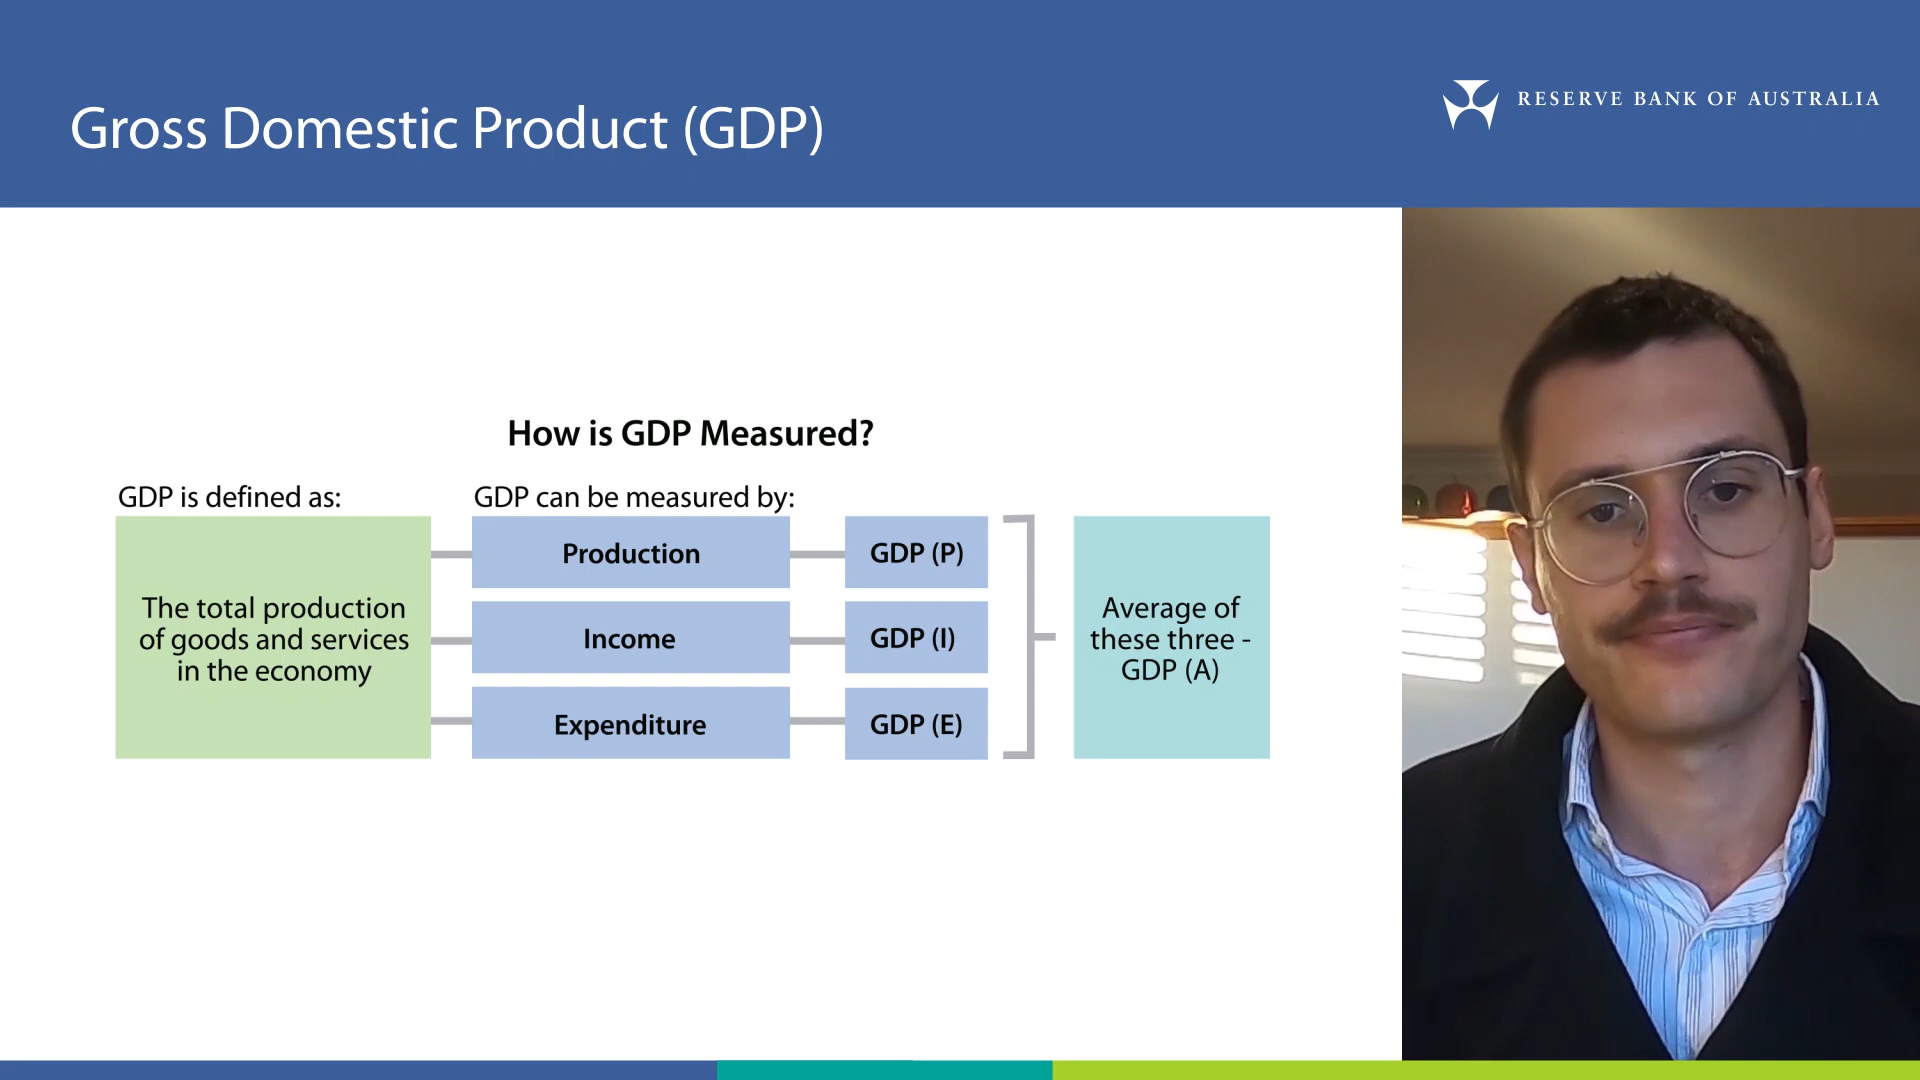 Gross Domestic Product (GDP)
RESERVE BANK OF AUSTRALIA
How is GDP Measured?
GDP is defined as:
GDP can be measured by:
The total production
of goods and services
in the economy
Production
GDP (P)
Income
GDP (I)
Expenditure
GDP (E)
Average of
these three -
GDP (A)